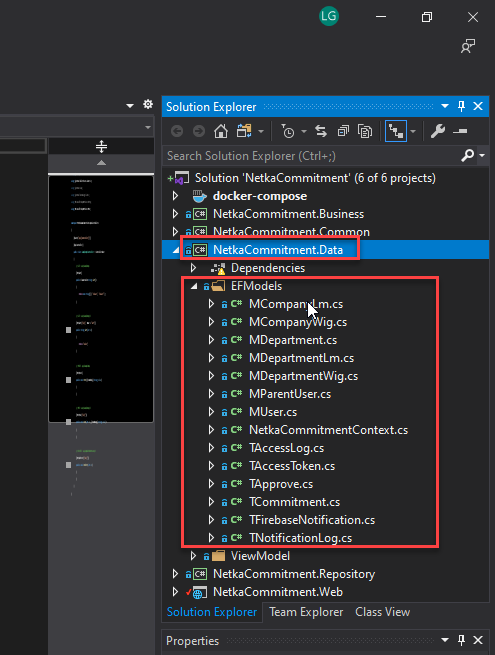 LG
Solution Explorer
Search Solution Explorer (Ctrl+;)
Solution 'NetkaCommitment' (6 of 6 projects)
docker-compose
NetkaCommitment.Business
NetkaCommitment.Common
NetkaCommitment.Data
Dependencies
EFModels
MCompanyLm.cs
MCompanyWig.cs
MDepartment.cs
MDepartmentLm.cs
MDepartmentWig.cs
MParentUser.cs
MUser.cs
NetkaCommitmentContext.cs
TAccessLog.cs
TAccessToken.cs
TApprove.cs
TCommitment.cs
TFirebaseNotification.cs
TNotificationLog.cs
ViewModel
NetkaCommitment.Repository
NetkaCommitment.Web
Solution Explorer Team Explorer Class View
Properties